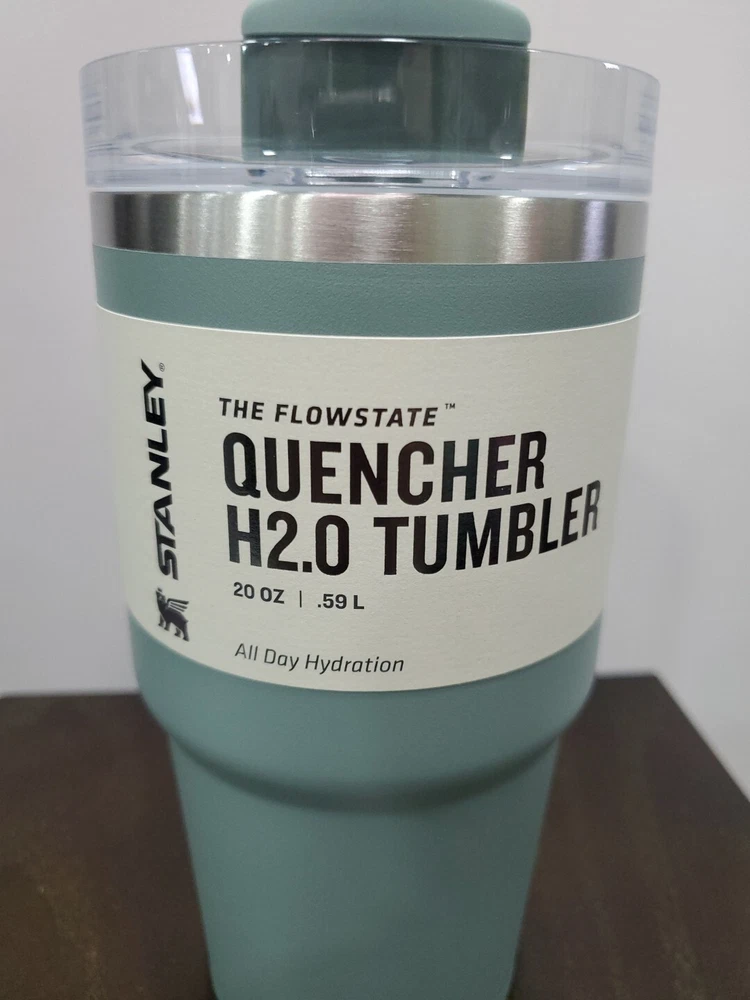 STANLEY®
THE FLOWSTATE™
QUENCHER
H2.0 TUMBLER
20 OZ | .59 L
All Day Hydration